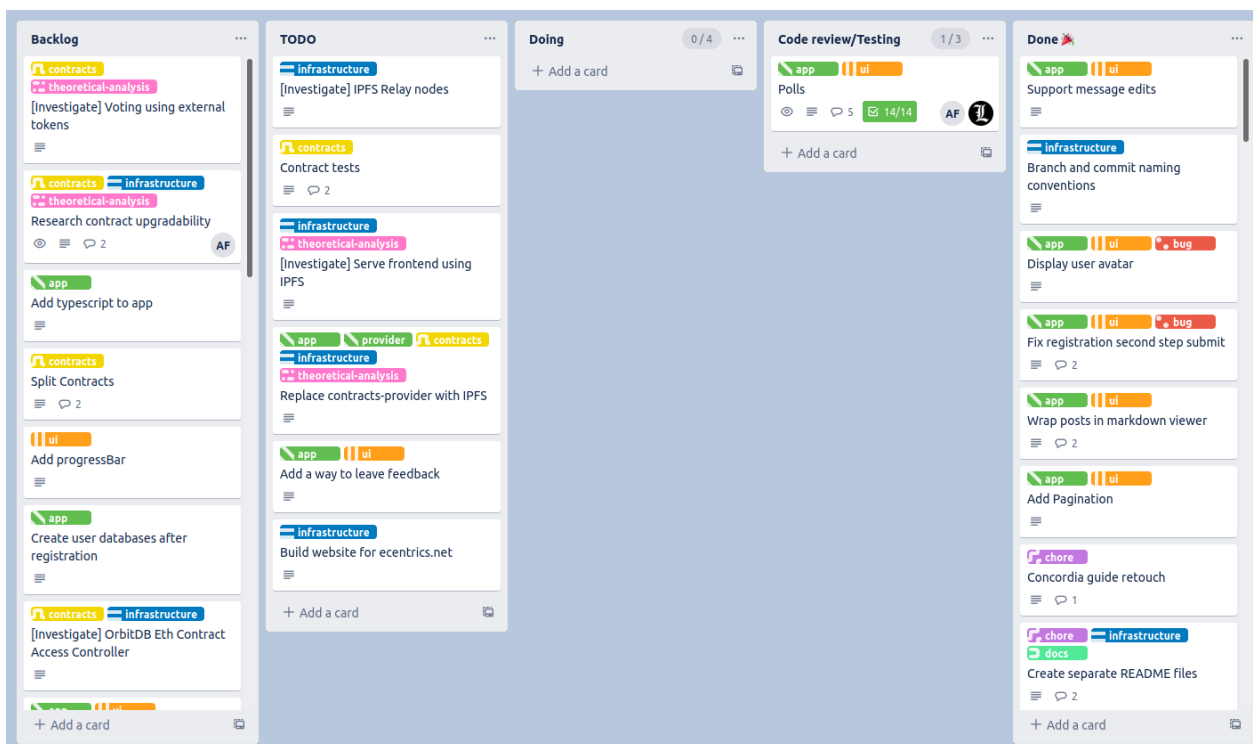 Backlog
contracts
theoretical-analysis
[Investigate] Voting using external
tokens
contracts infrastructure
theoretical-analysis
Research contract upgradability
2 AF
app
Add typescript to app
contracts
Split Contracts
2
ui
Add progressBar
app
Create user databases after
registration
contracts infrastructure
[Investigate] OrbitDB Eth Contract
Access Controller
app ui
+ Add a card
TODO
infrastructure
[Investigate] IPFS Relay nodes
contracts
Contract tests
2
infrastructure
theoretical-analysis
[Investigate] Serve frontend using
IPFS
app provider contracts
infrastructure
theoretical-analysis
Replace contracts-provider with IPFS
app ui
Add a way to leave feedback
infrastructure
Build website for ecentrics.net
+ Add a card
Doing 0/4
+ Add a card
Code review/Testing 1/3
app ui
Polls
5 14/14 AF L
+ Add a card
Done 🎉
app ui
Support message edits
infrastructure
Branch and commit naming
conventions
app ui bug
Display user avatar
app ui bug
Fix registration second step submit
2
app ui
Wrap posts in markdown viewer
2
app ui
Add Pagination
chore
Concordia guide retouch
1
chore infrastructure
docs
Create separate README files
2
+ Add a card